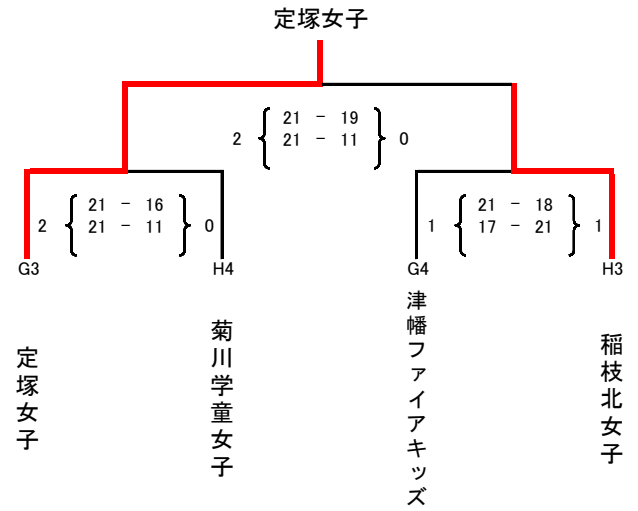 定塚女子
21 - 19
2 { } 0
21 - 11
21 - 16
2 { } 0
21 - 11
21 - 18
1 { } 1
17 - 21
G3
H4
G4
H3
定塚女子
菊川学童女子
津幡ファイアキッズ
稲枝北女子